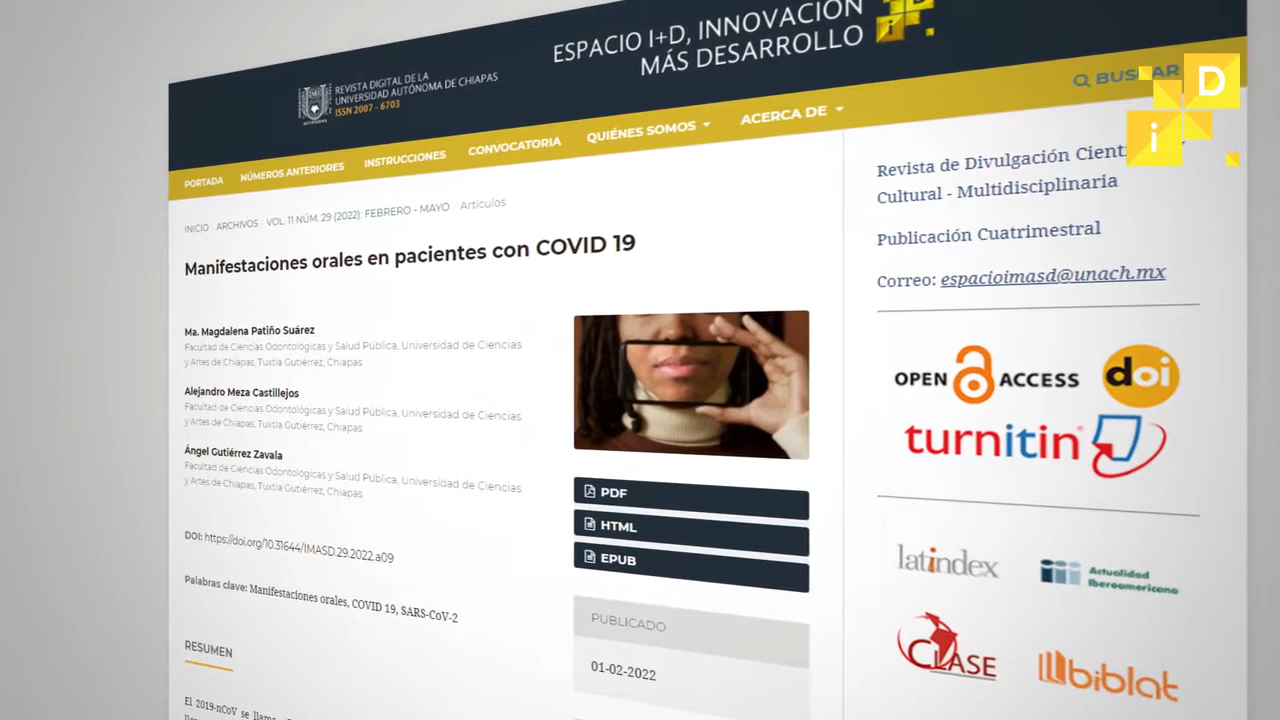 ESPACIO I+D, INNOVACIÓN
MÁS DESARROLLO
REVISTA DIGITAL DE LA
UNIVERSIDAD AUTÓNOMA DE CHIAPAS
ISSN 2007 - 6703
BUSCAR
D
i
PORTADA
NÚMEROS ANTERIORES
INSTRUCCIONES
CONVOCATORIA
QUIÉNES SOMOS
ACERCA DE
INICIO ARCHIVOS VOL. 11 NÚM. 29 (2022): FEBRERO - MAYO Artículos
Manifestaciones orales en pacientes con COVID 19
Ma. Magdalena Patiño Suárez
Facultad de Ciencias Odontológicas y Salud Pública, Universidad de Ciencias
y Artes de Chiapas, Tuxtla Gutiérrez, Chiapas
Alejandro Meza Castillejos
Facultad de Ciencias Odontológicas y Salud Pública, Universidad de Ciencias
y Artes de Chiapas, Tuxtla Gutiérrez, Chiapas
Ángel Gutiérrez Zavala
Facultad de Ciencias Odontológicas y Salud Pública, Universidad de Ciencias
y Artes de Chiapas, Tuxtla Gutiérrez, Chiapas
DOI: https://doi.org/10.31644/IMASD.29.2022.a09
Palabras clave: Manifestaciones orales, COVID 19, SARS-CoV-2
RESUMEN
El 2019-nCoV se llama
PDF
HTML
EPUB
PUBLICADO
01-02-2022
Revista de Divulgación
Cultural - Multidisciplinaria
Publicación Cuatrimestral
Correo: espacioimasd@unach.mx
OPEN ACCESS
doi
turnitin
latindex
Actualidad
Iberoamericana
CLASE
biblat